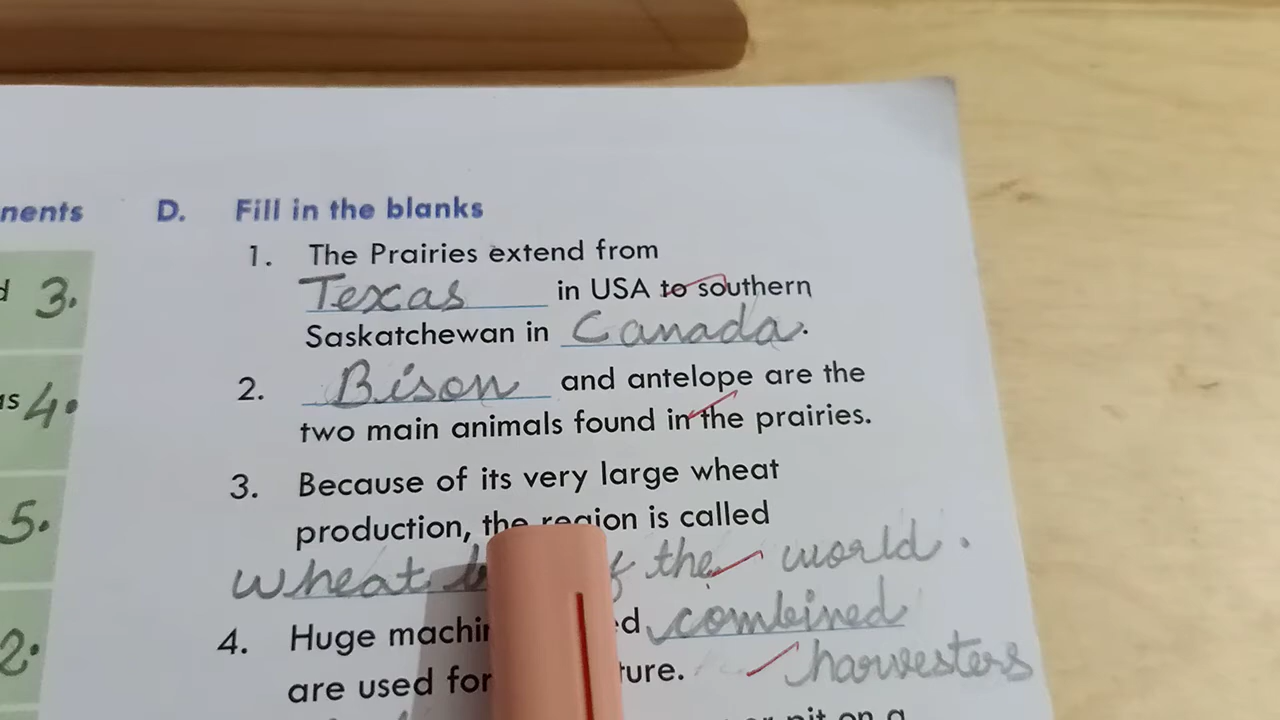 nents
3.
4.
5.
2.
D. Fill in the blanks
1. The Prairies extend from
Texas in USA to southern
Saskatchewan in Canada.
2. Bison and antelope are the
two main animals found in the prairies.
3. Because of its very large wheat
production, the region is called
Wheat the world.
4. Huge combined
are used for harvesters
on a